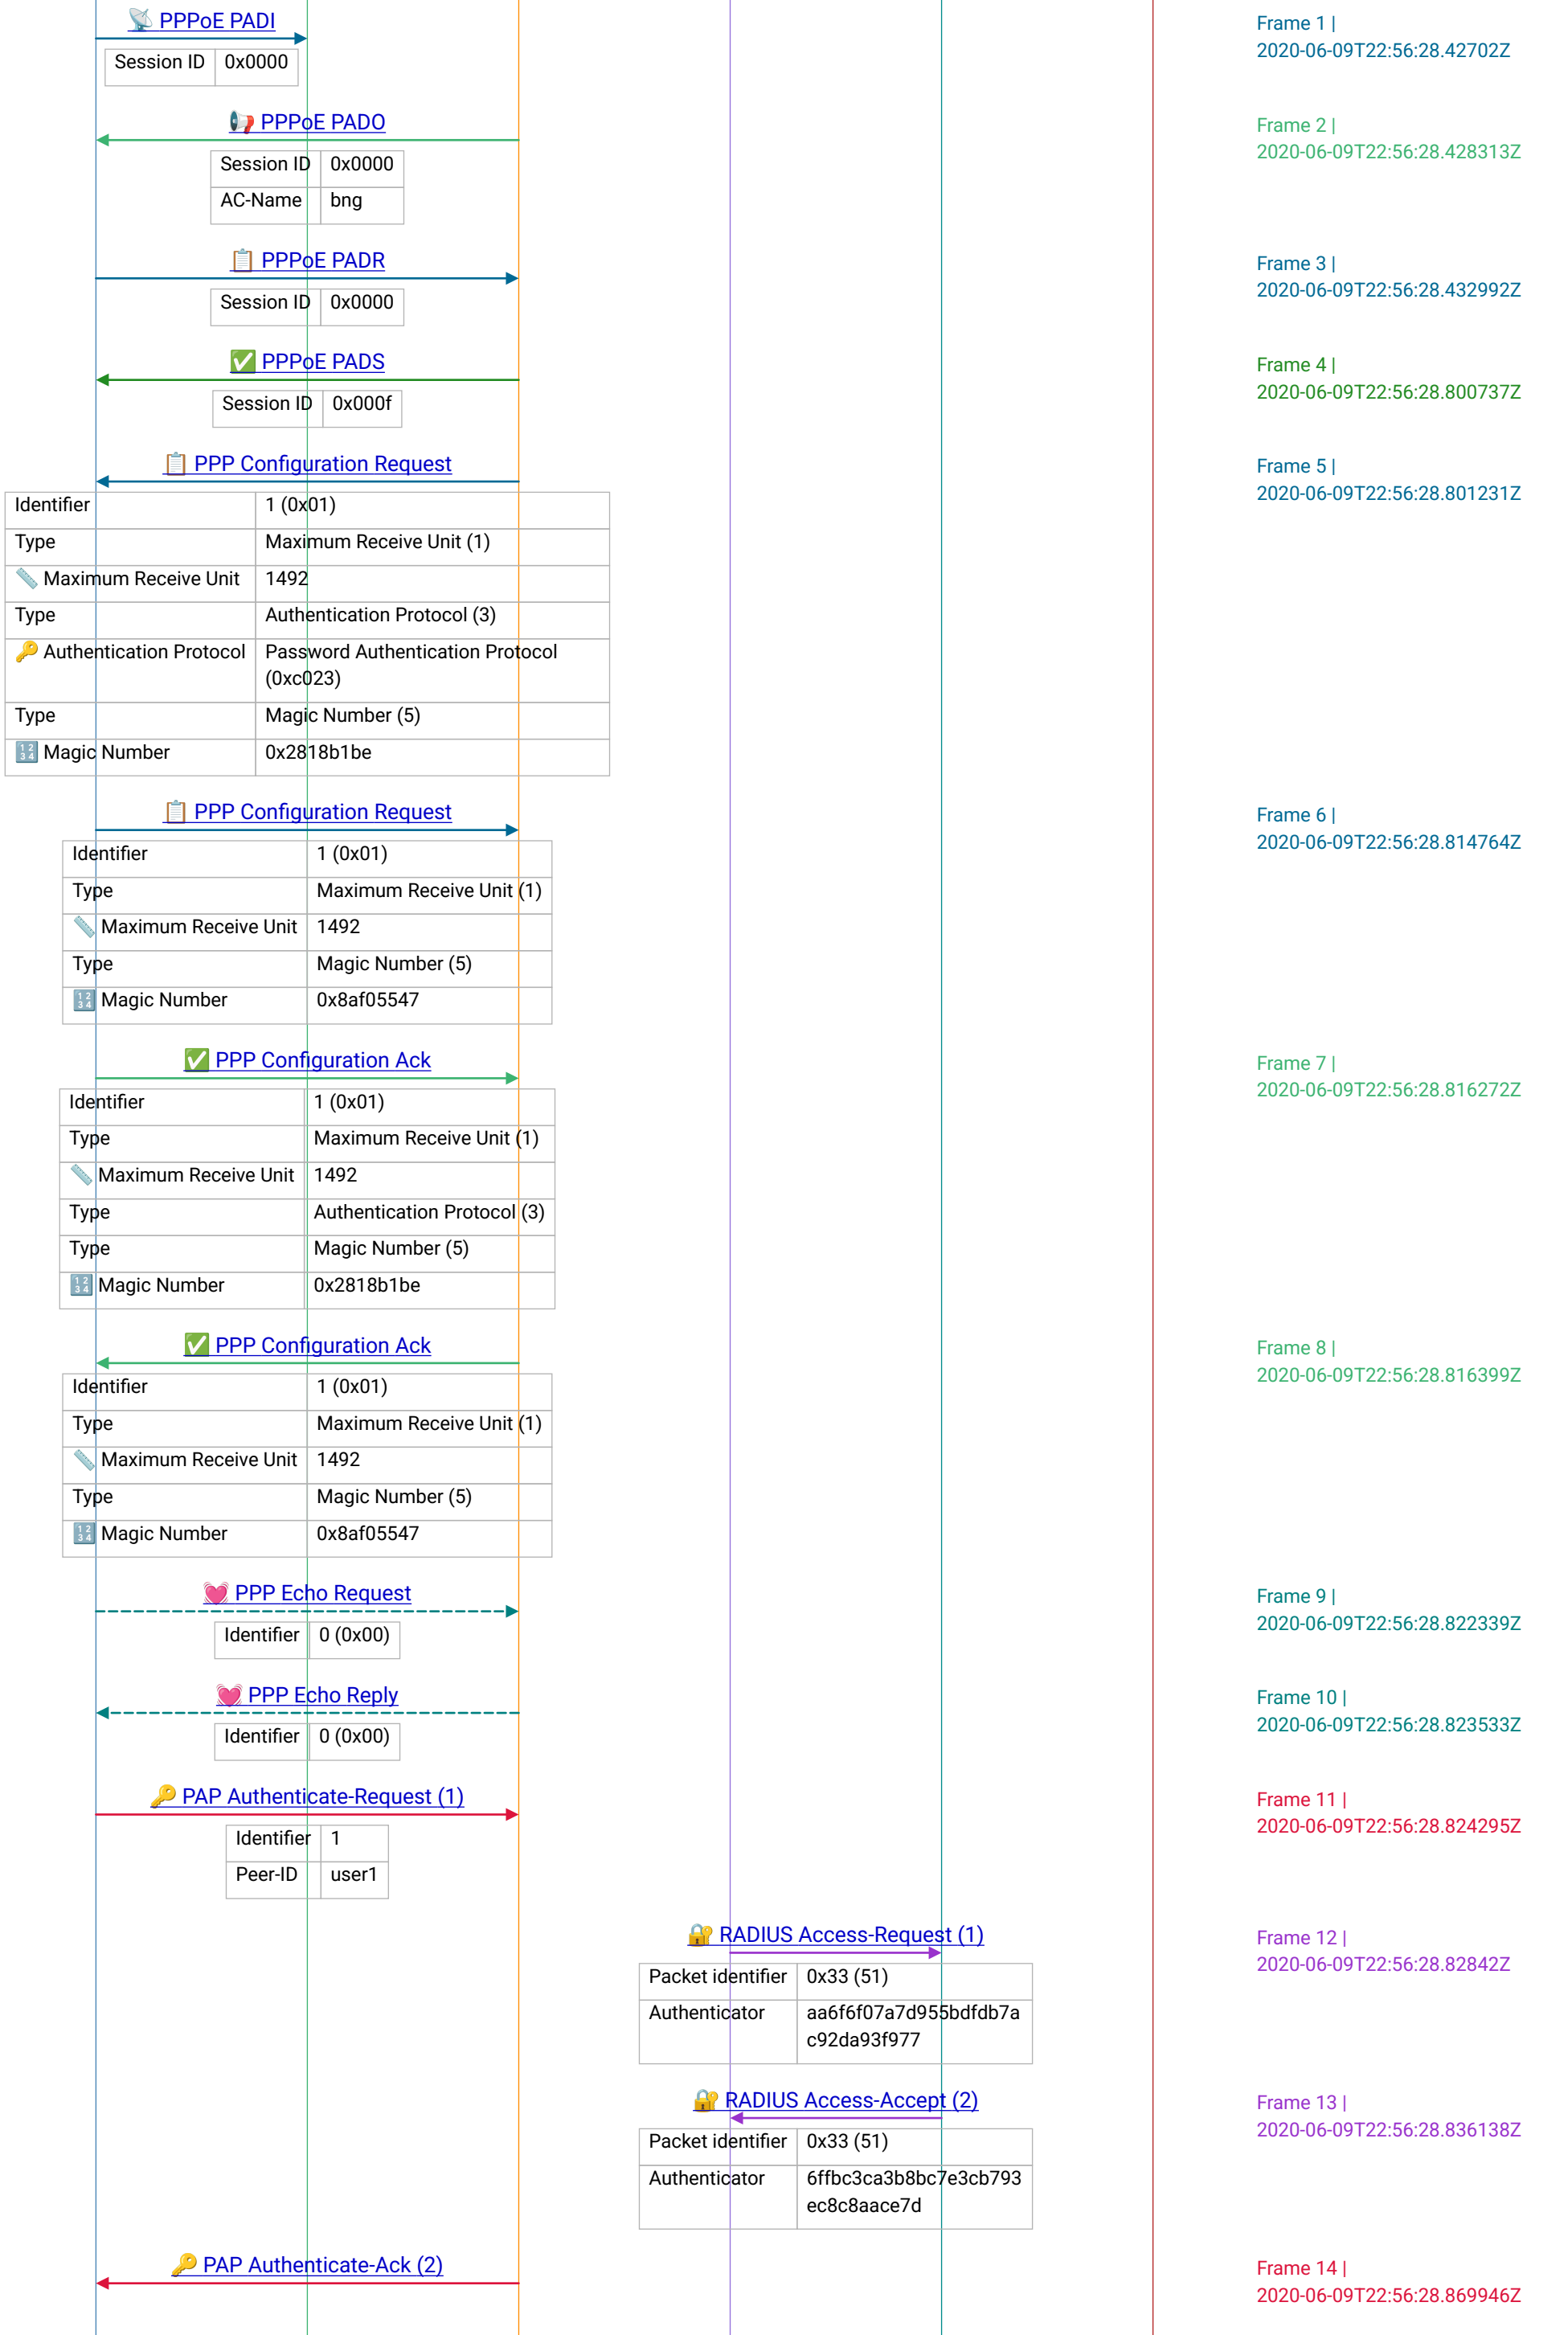 PPPoE PADI
Frame 1 |
2020-06-09T22:56:28.42702Z
Session ID 0x0000
PPPoE PADO
Frame 2 |
2020-06-09T22:56:28.428313Z
Session ID 0x0000
AC-Name bng
PPPoE PADR
Frame 3 |
2020-06-09T22:56:28.432992Z
Session ID 0x0000
PPPoE PADS
Frame 4 |
2020-06-09T22:56:28.800737Z
Session ID 0x000f
PPP Configuration Request
Frame 5 |
2020-06-09T22:56:28.801231Z
Identifier 1 (0x01)
Type Maximum Receive Unit (1)
Maximum Receive Unit 1492
Type Authentication Protocol (3)
Authentication Protocol Password Authentication Protocol
(0xc023)
Type Magic Number (5)
Magic Number 0x2818b1be
PPP Configuration Request
Frame 6 |
2020-06-09T22:56:28.814764Z
Identifier 1 (0x01)
Type Maximum Receive Unit (1)
Maximum Receive Unit 1492
Type Magic Number (5)
Magic Number 0x8af05547
PPP Configuration Ack
Frame 7 |
2020-06-09T22:56:28.816272Z
Identifier 1 (0x01)
Type Maximum Receive Unit (1)
Maximum Receive Unit 1492
Type Authentication Protocol (3)
Type Magic Number (5)
Magic Number 0x2818b1be
PPP Configuration Ack
Frame 8 |
2020-06-09T22:56:28.816399Z
Identifier 1 (0x01)
Type Maximum Receive Unit (1)
Maximum Receive Unit 1492
Type Magic Number (5)
Magic Number 0x8af05547
PPP Echo Request
Frame 9 |
2020-06-09T22:56:28.822339Z
Identifier 0 (0x00)
PPP Echo Reply
Frame 10 |
2020-06-09T22:56:28.823533Z
Identifier 0 (0x00)
PAP Authenticate-Request (1)
Frame 11 |
2020-06-09T22:56:28.824295Z
Identifier 1
Peer-ID user1
RADIUS Access-Request (1)
Frame 12 |
2020-06-09T22:56:28.82842Z
Packet identifier 0x33 (51)
Authenticator aa6f6f07a7d955bdfdb7a
c92da93f977
RADIUS Access-Accept (2)
Frame 13 |
2020-06-09T22:56:28.836138Z
Packet identifier 0x33 (51)
Authenticator 6ffbc3ca3b8bc7e3cb793
ec8c8aace7d
PAP Authenticate-Ack (2)
Frame 14 |
2020-06-09T22:56:28.869946Z